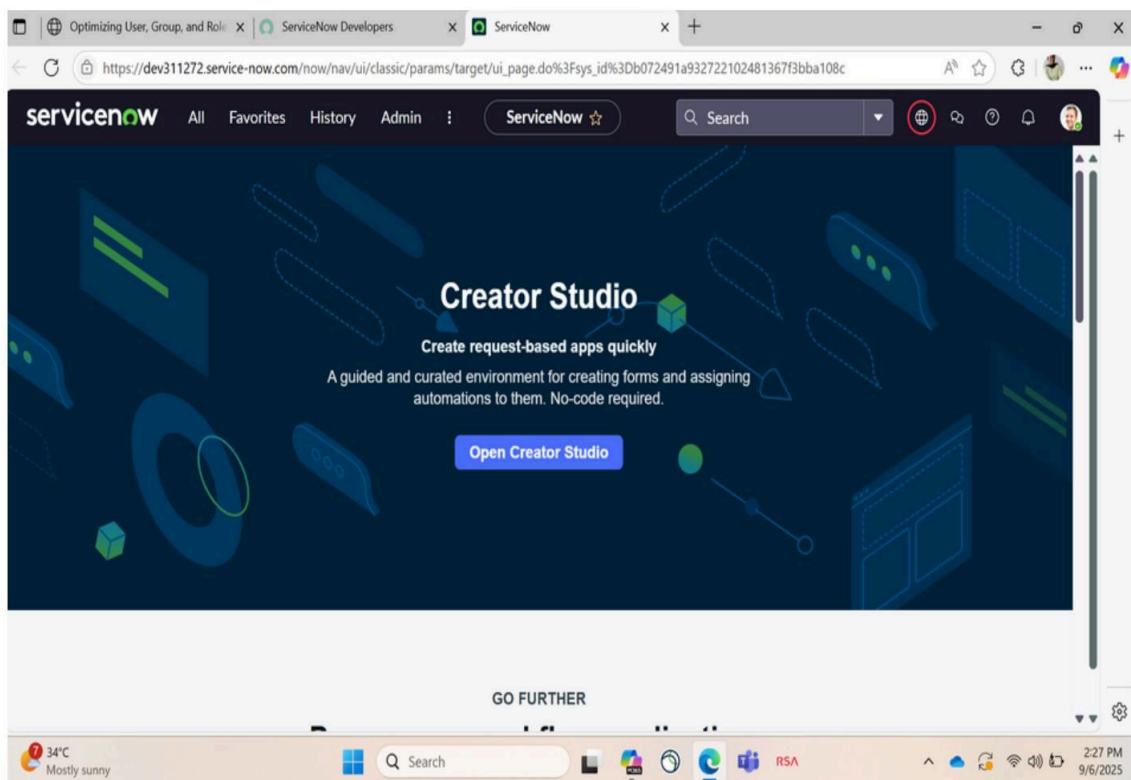 Optimizing User, Group, and Role
ServiceNow Developers
ServiceNow
https://dev311272.service-now.com/now/nav/ui/classic/params/target/ui_page.do%3Fsys_id%3Db072491a932722102481367f3bba108c
servicenow
All Favorites History Admin
ServiceNow
Search
Creator Studio
Create request-based apps quickly
A guided and curated environment for creating forms and assigning
automations to them. No-code required.
Open Creator Studio
GO FURTHER
7
34°C
Mostly sunny
Search
M365
RSA
2:27 PM
9/6/2025